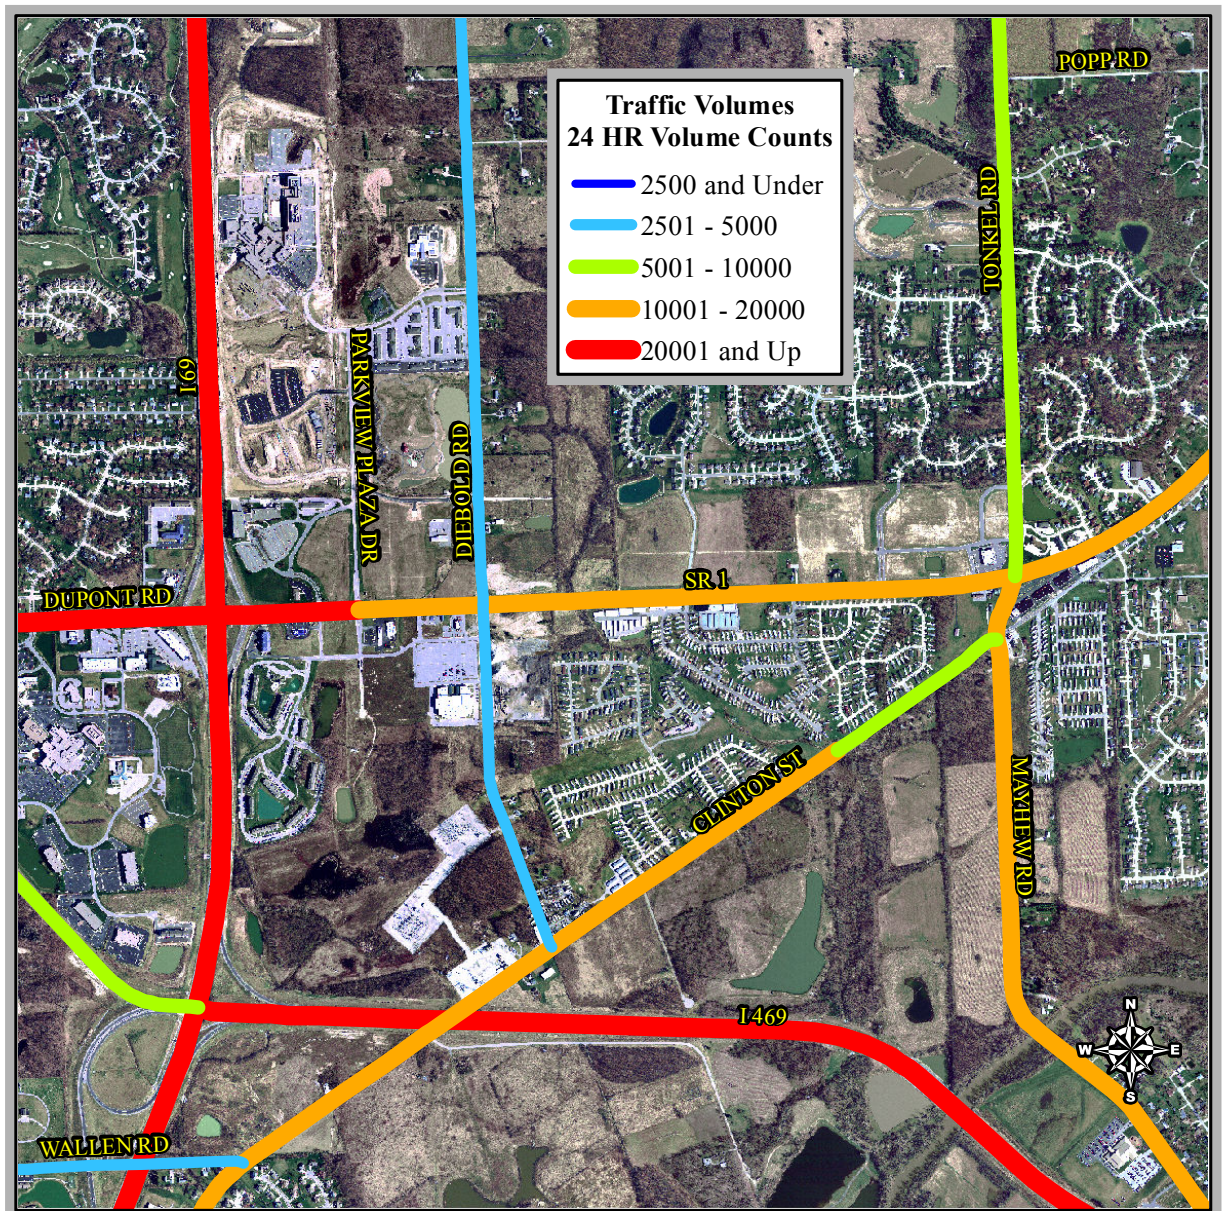 POPP RD
Traffic Volumes
24 HR Volume Counts
2500 and Under
2501 - 5000
5001 - 10000
10001 - 20000
20001 and Up
TONKEL RD
I 69
PARKVIEW PLAZA DR
DIEBOLD RD
SR 1
DUPONT RD
CLINTON ST
MAYHEW RD
I 469
N
W E
S
WALLEN RD